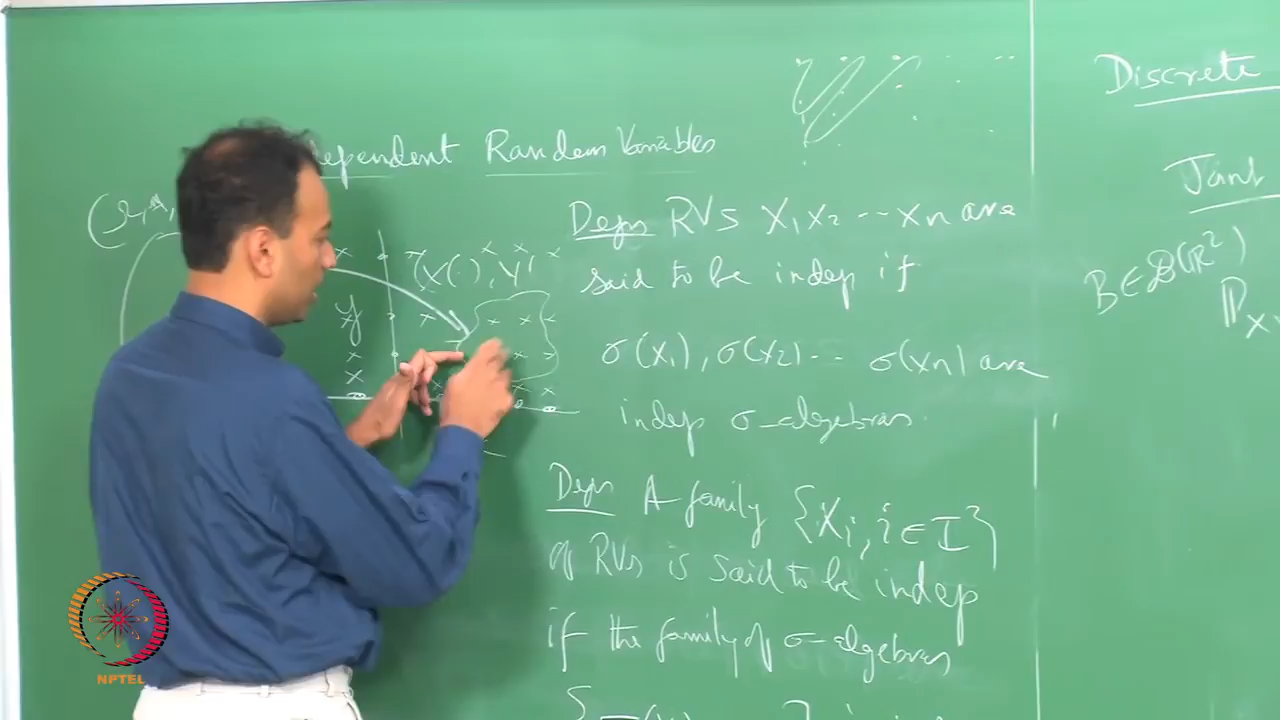 Independent Random Variables
(X(·), Y
y
Defn RVs X₁ X₂ ... Xn are
said to be indep if
σ(X₁), σ(X₂) ... σ(Xn) are
indep σ-algebras.
Defn A family {Xᵢ, i ∈ I}
of RVs is said to be indep
if the family of σ-algebras
Discrete
Joint
B ∈ ℬ(ℝ²)
ℙ_X
NPTEL